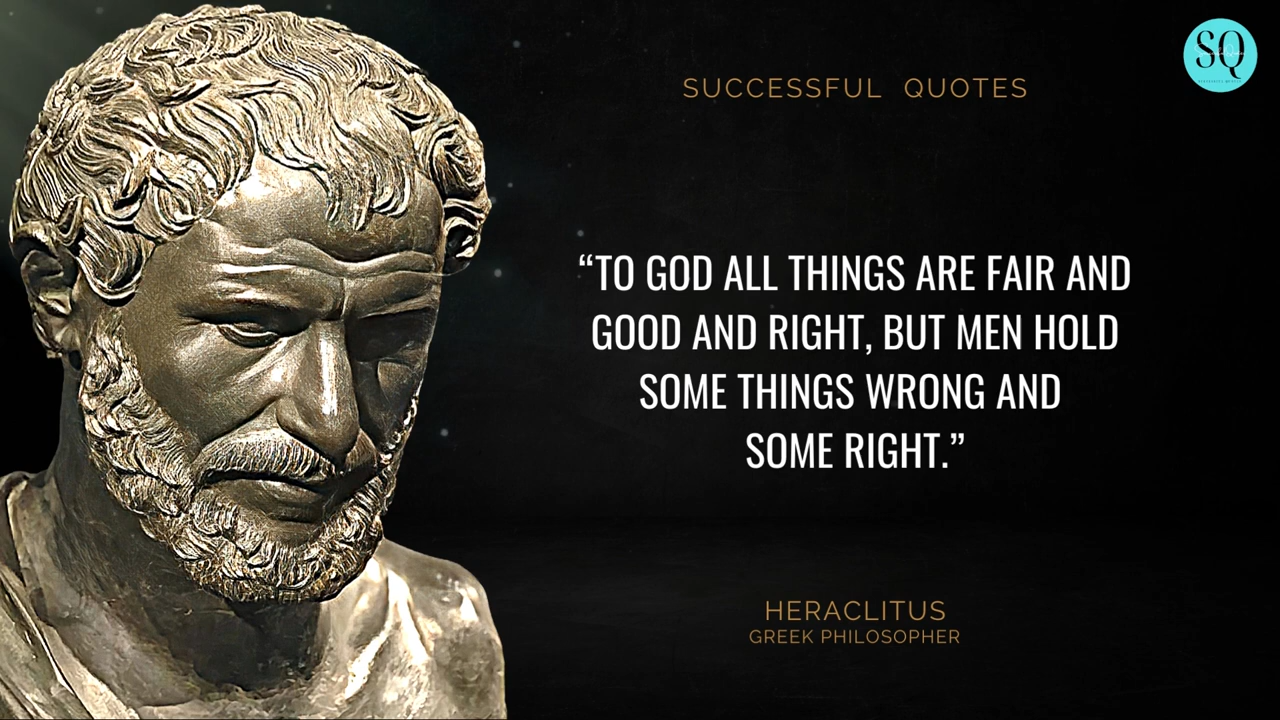 SQ
SUCCESSFUL QUOTES
“TO GOD ALL THINGS ARE FAIR AND
GOOD AND RIGHT, BUT MEN HOLD
SOME THINGS WRONG AND
SOME RIGHT.”
HERACLITUS
GREEK PHILOSOPHER